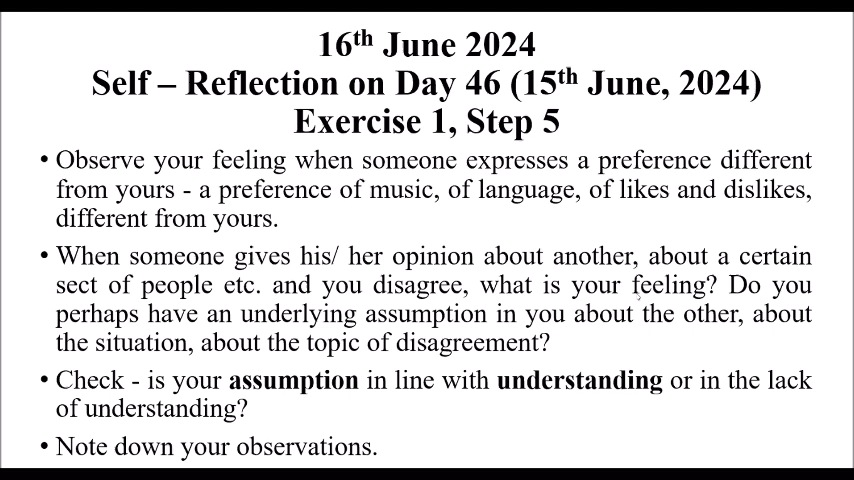 16th June 2024
Self – Reflection on Day 46 (15th June, 2024)
Exercise 1, Step 5
• Observe your feeling when someone expresses a preference different
from yours - a preference of music, of language, of likes and dislikes,
different from yours.
• When someone gives his/ her opinion about another, about a certain
sect of people etc. and you disagree, what is your feeling? Do you
perhaps have an underlying assumption in you about the other, about
the situation, about the topic of disagreement?
• Check - is your assumption in line with understanding or in the lack
of understanding?
• Note down your observations.